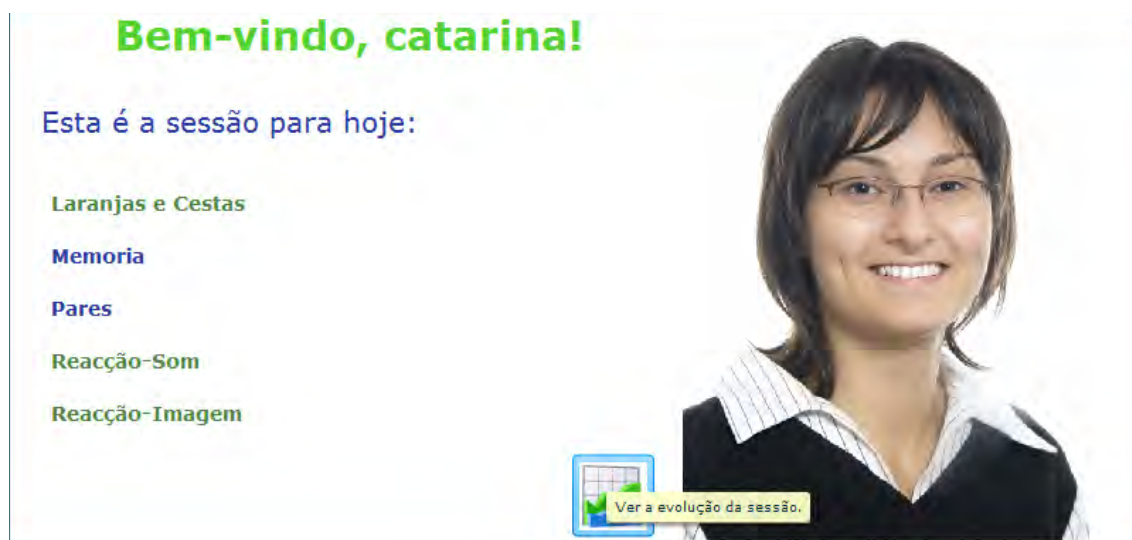 Bem-vindo, catarina!
Esta é a sessão para hoje:
Laranjas e Cestas
Memoria
Pares
Reacção-Som
Reacção-Imagem
Ver a evolução da sessão.